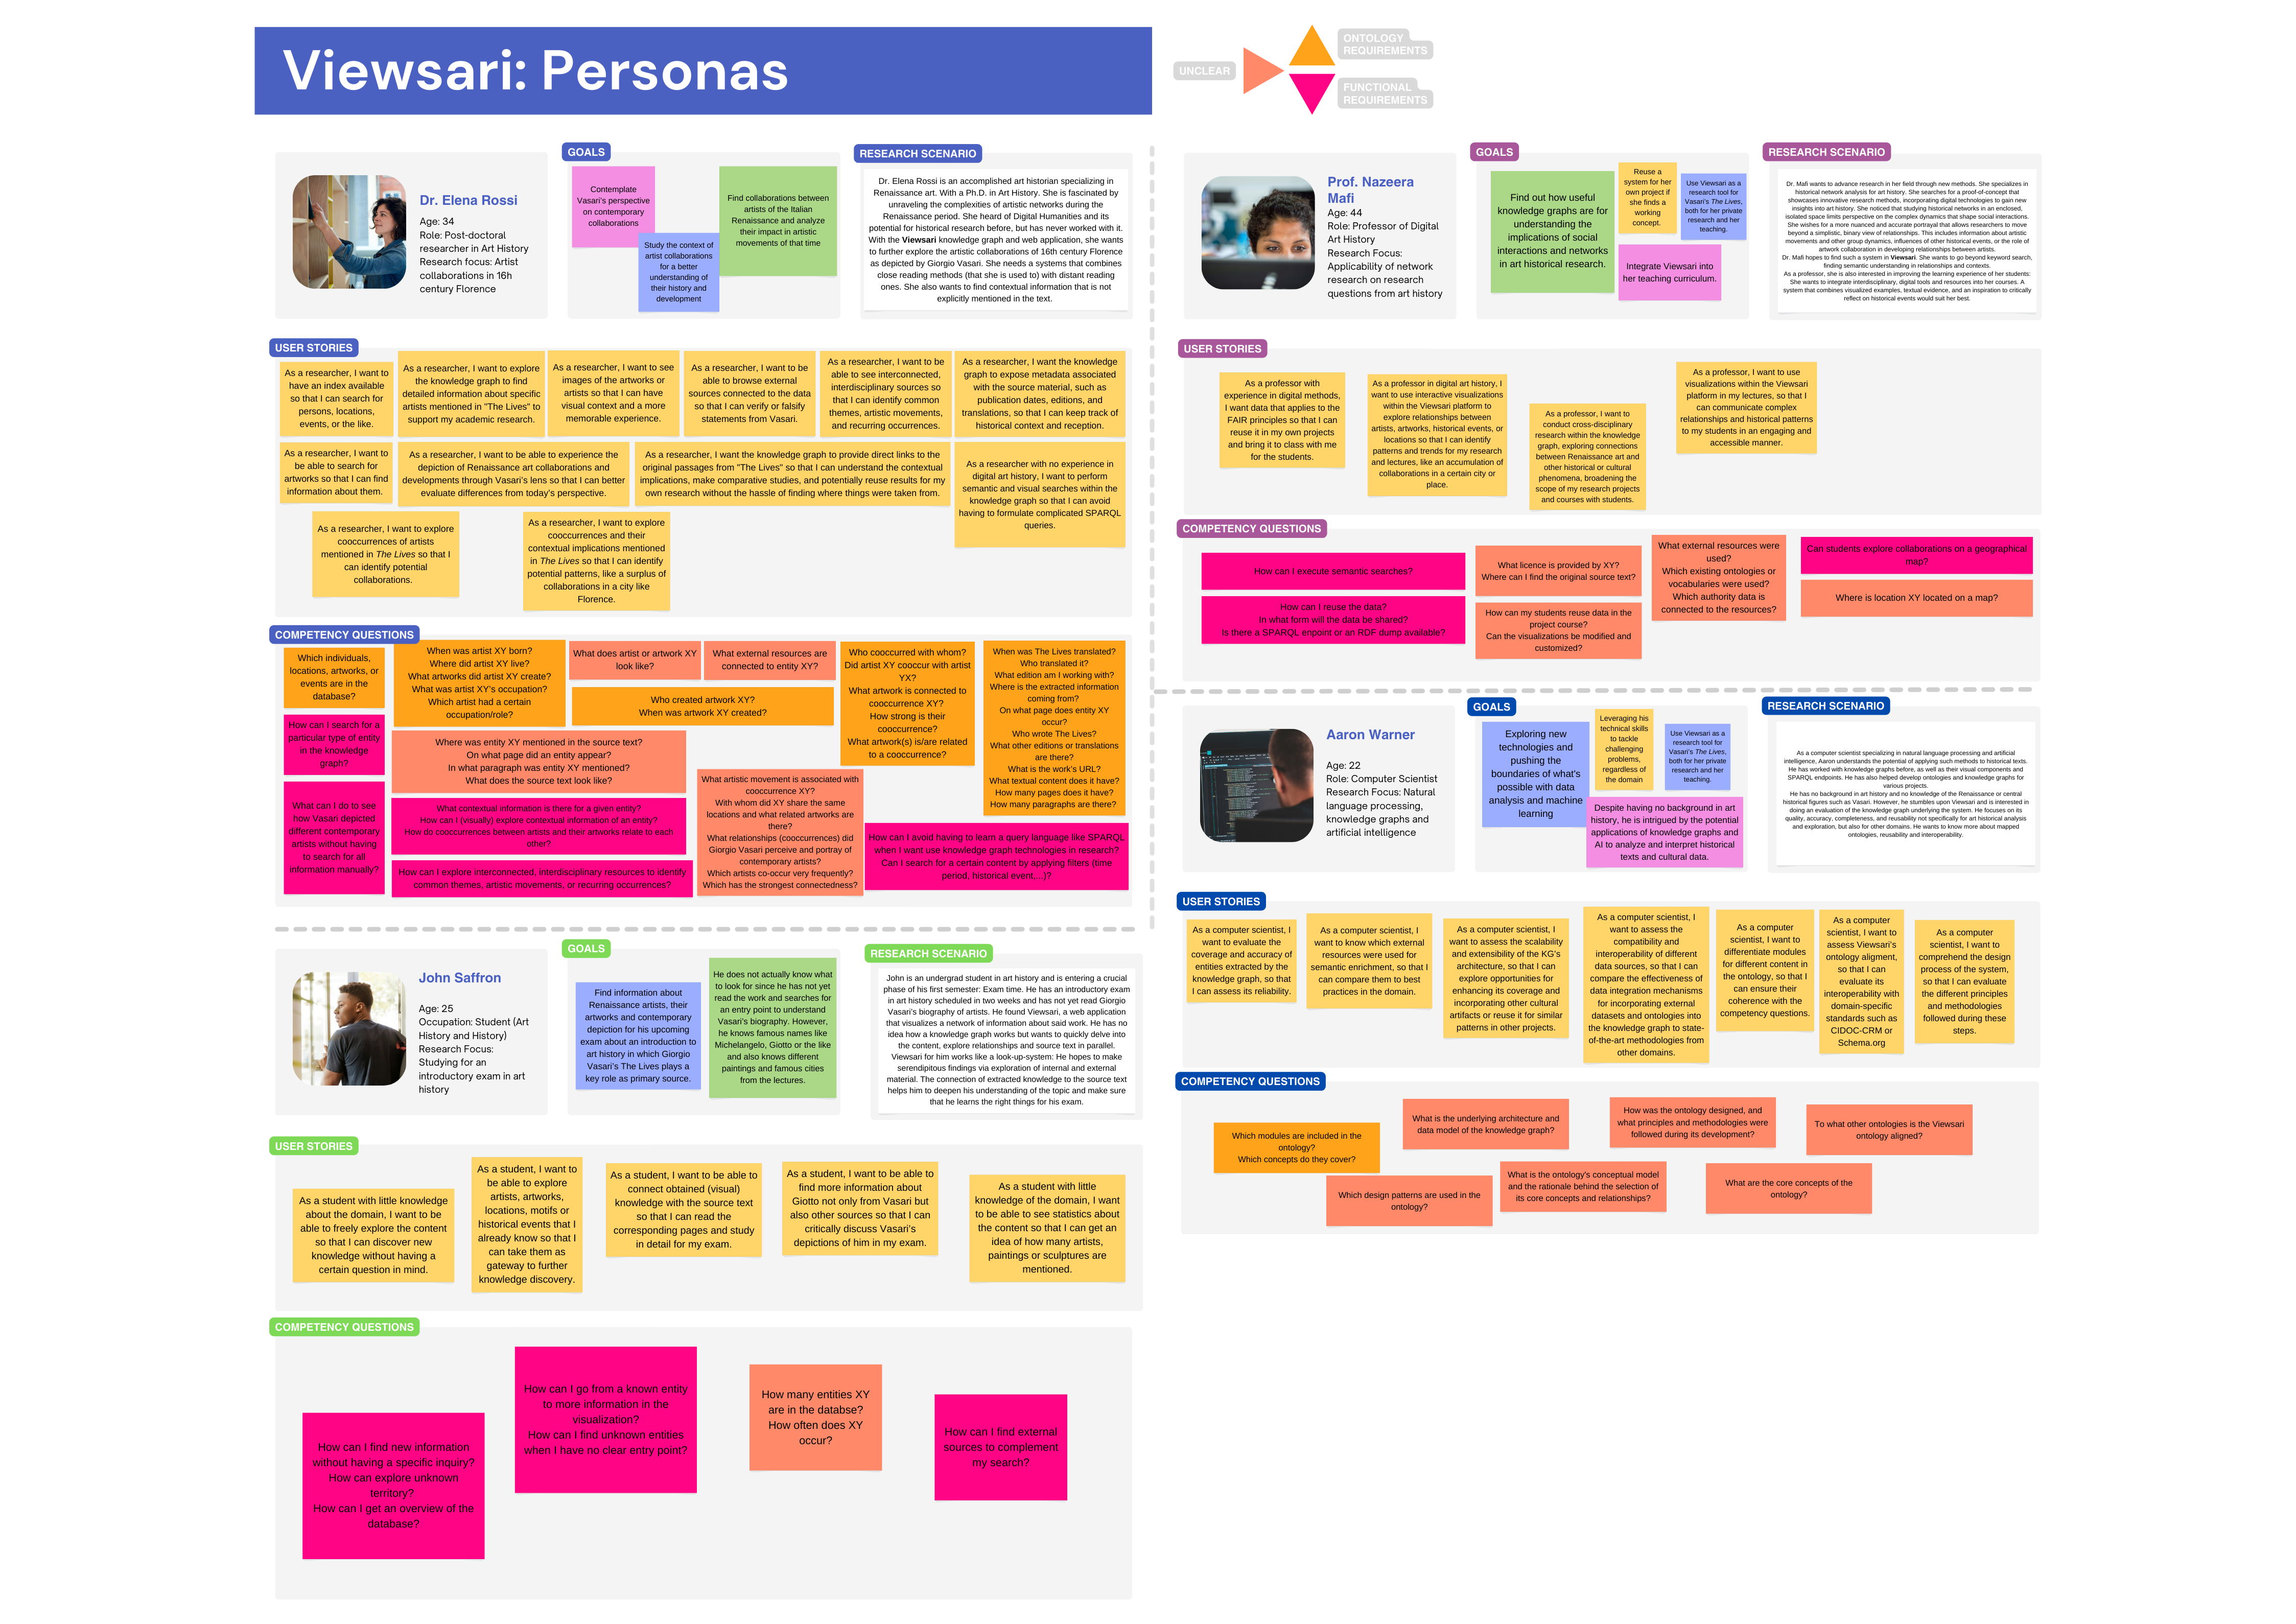 Viewsari: Personas
UNCLEAR
ONTOLOGY
REQUIREMENTS
FUNCTIONAL
REQUIREMENTS
Dr. Elena Rossi
Age: 34
Role: Post-doctoral
researcher in Art History
Research focus: Artist
collaborations in 16h
century Florence
GOALS
Contemplate
Vasari's perspective
on contemporary
collaborations
Study the context of
artist collaborations
for a better
understanding of
their history and
development
Find collaborations between
artists of the Italian
Renaissance and analyze
their impact in artistic
movements of that time
RESEARCH SCENARIO
Dr. Elena Rossi is an accomplished art historian specializing in
Renaissance art. With a Ph.D. in Art History. She is fascinated by
unraveling the complexities of artistic networks during the
Renaissance period. She heard of Digital Humanities and its
potential for historical research before, but has never worked with it.
With the Viewsari knowledge graph and web application, she wants
to further explore the artistic collaborations of 16th century Florence
as depicted by Giorgio Vasari. She needs a systems that combines
close reading methods (that she is used to) with distant reading
ones. She also wants to find contextual information that is not
explicitly mentioned in the text.
USER STORIES
As a researcher, I want to
have an index available
so that I can search for
persons, locations,
events, or the like.
As a researcher, I want to explore
the knowledge graph to find
detailed information about specific
artists mentioned in "The Lives" to
support my academic research.
As a researcher, I want to see
images of the artworks or
artists so that I can have
visual context and a more
memorable experience.
As a researcher, I want to be
able to browse external
sources connected to the data
so that I can verify or falsify
statements from Vasari.
As a researcher, I want to be
able to see interconnected,
interdisciplinary sources so
that I can identify common
themes, artistic movements,
and recurring occurrences.
As a researcher, I want the knowledge
graph to expose metadata associated
with the source material, such as
publication dates, editions, and
translations, so that I can keep track of
historical context and reception.
As a researcher, I want to
be able to search for
artworks so that I can find
information about them.
As a researcher, I want to be able to experience the
depiction of Renaissance art collaborations and
developments through Vasari's lens so that I can better
evaluate differences from today's perspective.
As a researcher, I want the knowledge graph to provide direct links to the
original passages from "The Lives" so that I can understand the contextual
implications, make comparative studies, and potentially reuse results for my
own research without the hassle of finding where things were taken from.
As a researcher with no experience in
digital art history, I want to perform
semantic and visual searches within the
knowledge graph so that I can avoid
having to formulate complicated SPARQL
queries.
As a researcher, I want to explore
cooccurrences of artists
mentioned in The Lives so that I
can identify potential
collaborations.
As a researcher, I want to explore
cooccurrences and their
contextual implications mentioned
in The Lives so that I can identify
potential patterns, like a surplus of
collaborations in a city like
Florence.
COMPETENCY QUESTIONS
Which individuals,
locations, artworks, or
events are in the
database?
How can I search for a
particular type of entity
in the knowledge
graph?
What can I do to see
how Vasari depicted
different contemporary
artists without having
to search for all
information manually?
When was artist XY born?
Where did artist XY live?
What artworks did artist XY create?
What was artist XY's occupation?
Which artist had a certain
occupation/role?
What does artist or artwork XY
look like?
What external resources are
connected to entity XY?
Who created artwork XY?
When was artwork XY created?
Where was entity XY mentioned in the source text?
On what page did an entity appear?
In what paragraph was entity XY mentioned?
What does the source text look like?
What contextual information is there for a given entity?
How can I (visually) explore contextual information of an entity?
How do cooccurrences between artists and their artworks relate to each
other?
How can I explore interconnected, interdisciplinary resources to identify
common themes, artistic movements, or recurring occurrences?
What artistic movement is associated with
cooccurrence XY?
With whom did XY share the same
locations and what related artworks are
there?
What relationships (cooccurrences) did
Giorgio Vasari perceive and portray of
contemporary artists?
Which artists co-occur very frequently?
Which has the strongest connectedness?
Who cooccurred with whom?
Did artist XY cooccur with artist
YX?
What artwork is connected to
cooccurrence XY?
How strong is their
cooccurrence?
What artwork(s) is/are related
to a cooccurrence?
When was The Lives translated?
Who translated it?
What edition am I working with?
Where is the extracted information
coming from?
On what page does entity XY
occur?
Who wrote The Lives?
What other editions or translations
are there?
What is the work's URL?
What textual content does it have?
How many pages does it have?
How many paragraphs are there?
How can I avoid having to learn a query language like SPARQL
when I want use knowledge graph technologies in research?
Can I search for a certain content by applying filters (time
period, historical event,...)?
John Saffron
Age: 25
Occupation: Student (Art
History and History)
Research Focus:
Studying for an
introductory exam in art
history
GOALS
Find information about
Renaissance artists, their
artworks and contemporary
depiction for his upcoming
exam about an introduction to
art history in which Giorgio
Vasari's The Lives plays a
key role as primary source.
He does not actually know what
to look for since he has not yet
read the work and searches for
an entry point to understand
Vasari's biography. However,
he knows famous names like
Michelangelo, Giotto or the like
and also knows different
paintings and famous cities
from the lectures.
RESEARCH SCENARIO
John is an undergrad student in art history and is entering a crucial
phase of his first semester: Exam time. He has an introductory exam
in art history scheduled in two weeks and has not yet read Giorgio
Vasari's biography of artists. He found Viewsari, a web application
that visualizes a network of information about said work. He has no
idea how a knowledge graph works but wants to quickly delve into
the content, explore relationships and source text in parallel.
Viewsari for him works like a look-up-system: He hopes to make
serendipitous findings via exploration of internal and external
material. The connection of extracted knowledge to the source text
helps him to deepen his understanding of the topic and make sure
that he learns the right things for his exam.
USER STORIES
As a student with little knowledge
about the domain, I want to be
able to freely explore the content
so that I can discover new
knowledge without having a
certain question in mind.
As a student, I want to
be able to explore
artists, artworks,
locations, motifs or
historical events that I
already know so that I
can take them as
gateway to further
knowledge discovery.
As a student, I want to be able to
connect obtained (visual)
knowledge with the source text
so that I can read the
corresponding pages and study
in detail for my exam.
As a student, I want to be able to
find more information about
Giotto not only from Vasari but
also other sources so that I can
critically discuss Vasari's
depictions of him in my exam.
As a student with little
knowledge of the domain, I want
to be able to see statistics about
the content so that I can get an
idea of how many artists,
paintings or sculptures are
mentioned.
COMPETENCY QUESTIONS
How can I find new information
without having a specific inquiry?
How can explore unknown
territory?
How can I get an overview of the
database?
How can I go from a known entity
to more information in the
visualization?
How can I find unknown entities
when I have no clear entry point?
How many entities XY
are in the databse?
How often does XY
occur?
How can I find external
sources to complement
my search?
Prof. Nazeera
Mafi
Age: 44
Role: Professor of Digital
Art History
Research Focus:
Applicability of network
research on research
questions from art history
GOALS
Find out how useful
knowledge graphs are for
understanding the
implications of social
interactions and networks
in art historical research.
Reuse a
system for her
own project if
she finds a
working
concept.
Use Viewsari as a
research tool for
Vasari's The Lives,
both for her private
research and her
teaching.
Integrate Viewsari into
her teaching curriculum.
RESEARCH SCENARIO
Dr. Mafi wants to advance research in her field through new methods. She specializes in
historical network analysis for art history. She searches for a proof-of-concept that
showcases innovative research methods, incorporating digital technologies to gain new
insights into art history. She noticed that studying historical networks in an enclosed,
isolated space limits perspective on the complex dynamics that shape social interactions.
She wishes for a more nuanced and accurate portrayal that allows researchers to move
beyond a simplistic, binary view of relationships. This includes information about artistic
movements and other group dynamics, influences of other historical events, or the role of
artwork collaboration in developing relationships between artists.
Dr. Mafi hopes to find such a system in Viewsari. She wants to go beyond keyword search,
finding semantic understanding in relationships and contexts.
As a professor, she is also interested in improving the learning experience of her students:
She wants to integrate interdisciplinary, digital tools and resources into her courses. A
system that combines visualized examples, textual evidence, and an inspiration to critically
reflect on historical events would suit her best.
USER STORIES
As a professor with
experience in digital methods,
I want data that applies to the
FAIR principles so that I can
reuse it in my own projects
and bring it to class with me
for the students.
As a professor in digital art history, I
want to use interactive visualizations
within the Viewsari platform to
explore relationships between
artists, artworks, historical events, or
locations so that I can identify
patterns and trends for my research
and lectures, like an accumulation of
collaborations in a certain city or
place.
As a professor, I want to
conduct cross-disciplinary
research within the knowledge
graph, exploring connections
between Renaissance art and
other historical or cultural
phenomena, broadening the
scope of my research projects
and courses with students.
As a professor, I want to use
visualizations within the Viewsari
platform in my lectures, so that I
can communicate complex
relationships and historical patterns
to my students in an engaging and
accessible manner.
COMPETENCY QUESTIONS
How can I execute semantic searches?
How can I reuse the data?
In what form will the data be shared?
Is there a SPARQL enpoint or an RDF dump available?
What licence is provided by XY?
Where can I find the original source text?
How can my students reuse data in the
project course?
Can the visualizations be modified and
customized?
What external resources were
used?
Which existing ontologies or
vocabularies were used?
Which authority data is
connected to the resources?
Can students explore collaborations on a geographical
map?
Where is location XY located on a map?
Aaron Warner
Age: 22
Role: Computer Scientist
Research Focus: Natural
language processing,
knowledge graphs and
artificial intelligence
GOALS
Exploring new
technologies and
pushing the
boundaries of what's
possible with data
analysis and machine
learning
Leveraging his
technical skills
to tackle
challenging
problems,
regardless of
the domain
Use Viewsari as a
research tool for
Vasari's The Lives,
both for her private
research and her
teaching.
Despite having no background in art
history, he is intrigued by the potential
applications of knowledge graphs and
AI to analyze and interpret historical
texts and cultural data.
RESEARCH SCENARIO
As a computer scientist specializing in natural language processing and artificial
intelligence, Aaron understands the potential of applying such methods to historical texts.
He has worked with knowledge graphs before, as well as their visual components and
SPARQL endpoints. He has also helped develop ontologies and knowledge graphs for
various projects.
He has no background in art history and no knowledge of the Renaissance or central
historical figures such as Vasari. However, he stumbles upon Viewsari and is interested in
doing an evaluation of the knowledge graph underlying the system. He focuses on its
quality, accuracy, completeness, and reusability not specifically for art historical analysis
and exploration, but also for other domains. He wants to know more about mapped
ontologies, reusability and interoperability.
USER STORIES
As a computer scientist, I
want to evaluate the
coverage and accuracy of
entities extracted by the
knowledge graph, so that
I can assess its reliability.
As a computer scientist, I
want to know which external
resources were used for
semantic enrichment, so that I
can compare them to best
practices in the domain.
As a computer scientist, I
want to assess the scalability
and extensibility of the KG's
architecture, so that I can
explore opportunities for
enhancing its coverage and
incorporating other cultural
artifacts or reuse it for similar
patterns in other projects.
As a computer scientist, I
want to assess the
compatibility and
interoperability of different
data sources, so that I can
compare the effectiveness of
data integration mechanisms
for incorporating external
datasets and ontologies into
the knowledge graph to state-
of-the-art methodologies from
other domains.
As a computer
scientist, I want to
differentiate modules
for different content in
the ontology, so that I
can ensure their
coherence with the
competency questions.
As a computer
scientist, I want to
assess Viewsari's
ontology aligment,
so that I can
evaluate its
interoperability with
domain-specific
standards such as
CIDOC-CRM or
Schema.org
As a computer
scientist, I want to
comprehend the design
process of the system,
so that I can evaluate
the different principles
and methodologies
followed during these
steps.
COMPETENCY QUESTIONS
Which modules are included in the
ontology?
Which concepts do they cover?
What is the underlying architecture and
data model of the knowledge graph?
How was the ontology designed, and
what principles and methodologies were
followed during its development?
To what other ontologies is the Viewsari
ontology aligned?
Which design patterns are used in the
ontology?
What is the ontology's conceptual model
and the rationale behind the selection of
its core concepts and relationships?
What are the core concepts of the
ontology?